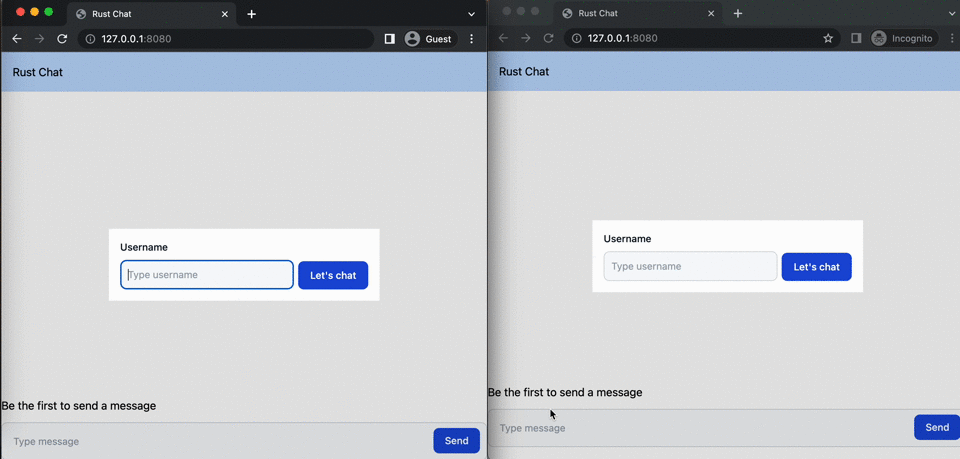 Rust Chat
127.0.0.1:8080
Guest
Rust Chat
Username
Type username
Let's chat
Be the first to send a message
Type message
Send
Rust Chat
127.0.0.1:8080
Incognito
Rust Chat
Username
Type username
Let's chat
Be the first to send a message
Type message
Send